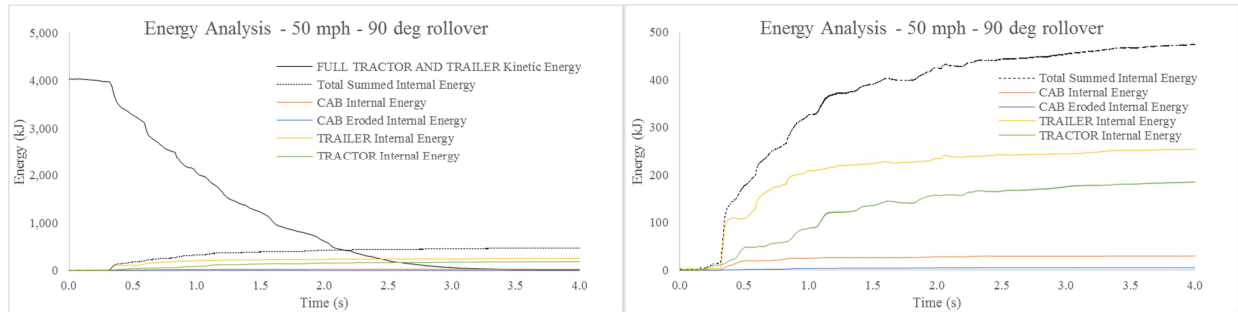 Energy Analysis - 50 mph - 90 deg rollover
5,000
4,000
3,000
2,000
1,000
0
Energy (kJ)
FULL TRACTOR AND TRAILER Kinetic Energy
Total Summed Internal Energy
CAB Internal Energy
CAB Eroded Internal Energy
TRAILER Internal Energy
TRACTOR Internal Energy
0.0 0.5 1.0 1.5 2.0 2.5 3.0 3.5 4.0
Time (s)
Energy Analysis - 50 mph - 90 deg rollover
500
400
300
200
100
0
Energy (kJ)
Total Summed Internal Energy
CAB Internal Energy
CAB Eroded Internal Energy
TRAILER Internal Energy
TRACTOR Internal Energy
0.0 0.5 1.0 1.5 2.0 2.5 3.0 3.5 4.0
Time (s)